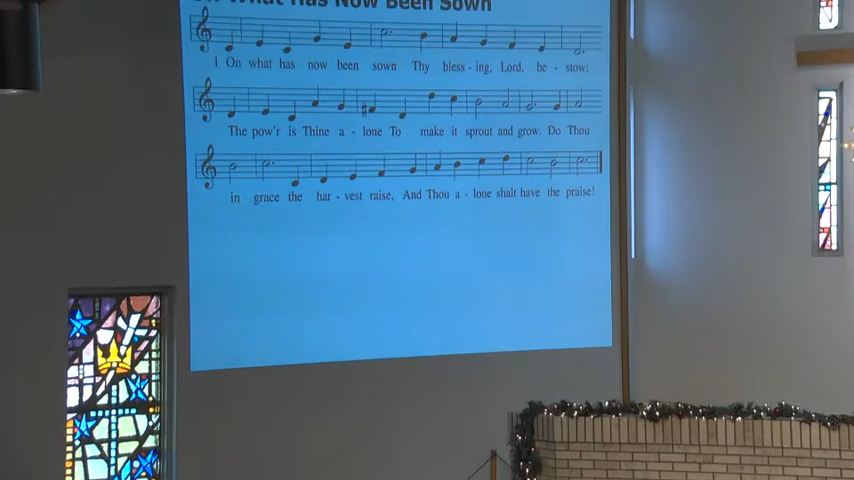 On What Has Now Been Sown
1 On what has now been sown Thy bless - ing, Lord, be - stow;
The pow'r is Thine a - lone To make it sprout and grow. Do Thou
in grace the har - vest raise, And Thou a - lone shalt have the praise!